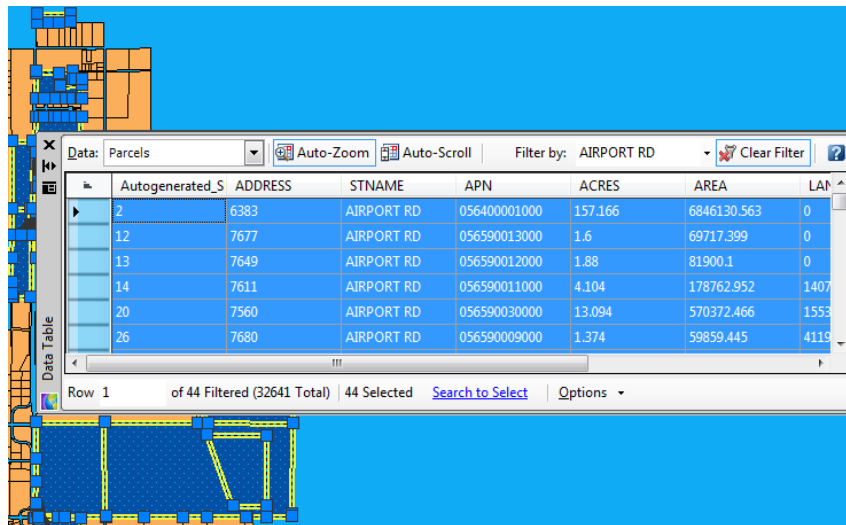 Data: Parcels Auto-Zoom Auto-Scroll Filter by: AIRPORT RD Clear Filter ?
Autogenerated_S ADDRESS STNAME APN ACRES AREA LAN
2 6383 AIRPORT RD 056400001000 157.166 6846130.563 0
12 7677 AIRPORT RD 056590013000 1.6 69717.399 0
13 7649 AIRPORT RD 056590012000 1.88 81900.1 0
14 7611 AIRPORT RD 056590011000 4.104 178762.952 1407
20 7560 AIRPORT RD 056590030000 13.094 570372.466 1553
26 7680 AIRPORT RD 056590009000 1.374 59859.445 4119
Data Table
Row 1 of 44 Filtered (32641 Total) 44 Selected Search to Select Options